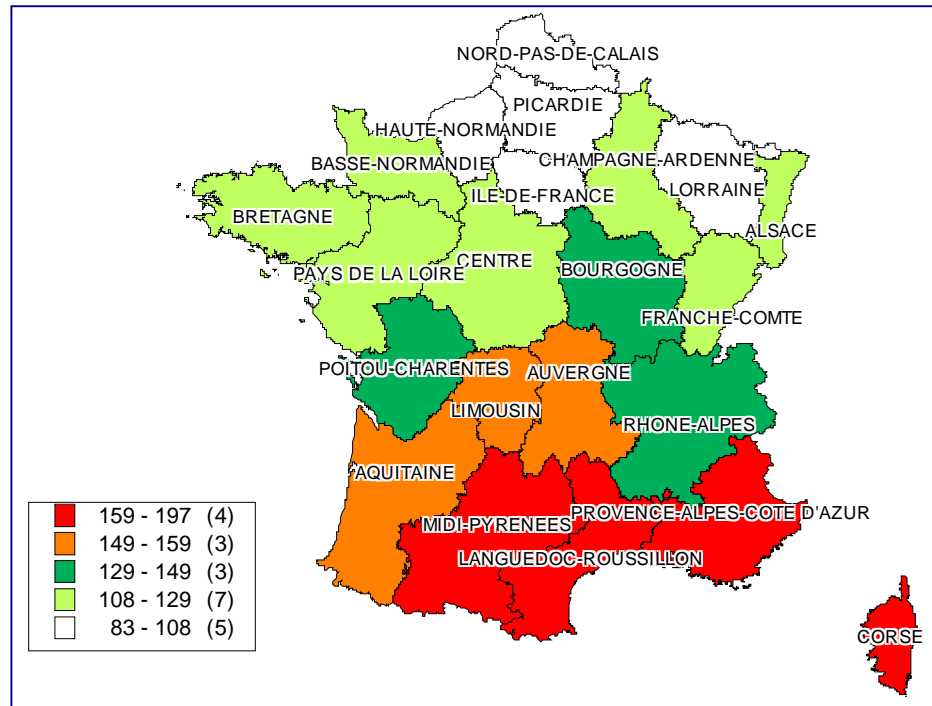 NORD-PAS-DE-CALAIS
PICARDIE
HAUTE-NORMANDIE
BASSE-NORMANDIE
CHAMPAGNE-ARDENNE
ILE-DE-FRANCE
LORRAINE
BRETAGNE
ALSACE
PAYS DE LA LOIRE
CENTRE
BOURGOGNE
FRANCHE-COMTE
POITOU-CHARENTES
AUVERGNE
LIMOUSIN
RHONE-ALPES
AQUITAINE
MIDI-PYRENEES
PROVENCE-ALPES-COTE D'AZUR
LANGUEDOC-ROUSSILLON
CORSE
159 - 197 (4)
149 - 159 (3)
129 - 149 (3)
108 - 129 (7)
83 - 108 (5)